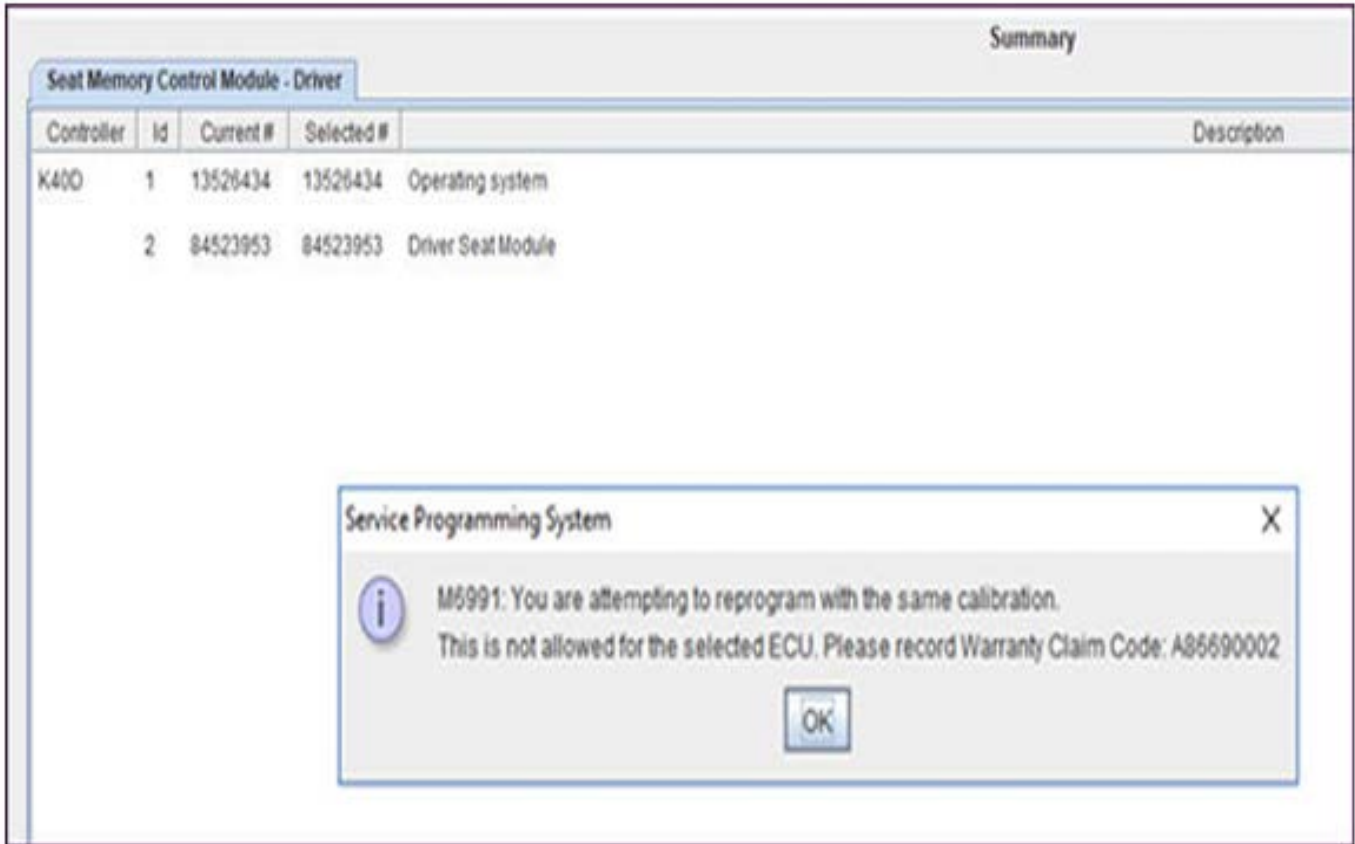 Summary
Seat Memory Control Module - Driver
Controller Id Current # Selected # Description
K40D 1 13526434 13526434 Operating system
2 84523953 84523953 Driver Seat Module
Service Programming System X
i
M6991: You are attempting to reprogram with the same calibration.
This is not allowed for the selected ECU. Please record Warranty Claim Code: A86690002
OK